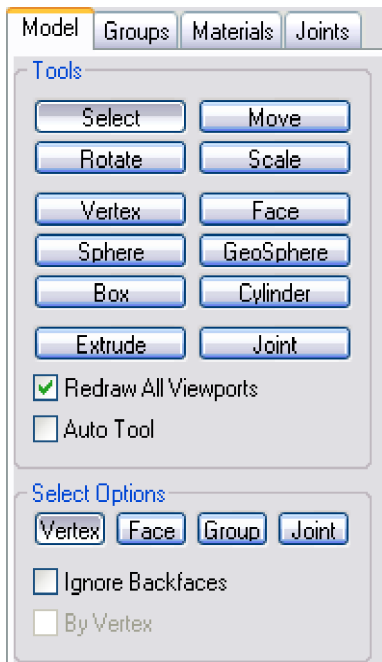 Model Groups Materials Joints
Tools
Select Move
Rotate Scale
Vertex Face
Sphere GeoSphere
Box Cylinder
Extrude Joint
Redraw All Viewports
Auto Tool
Select Options
Vertex Face Group Joint
Ignore Backfaces
By Vertex